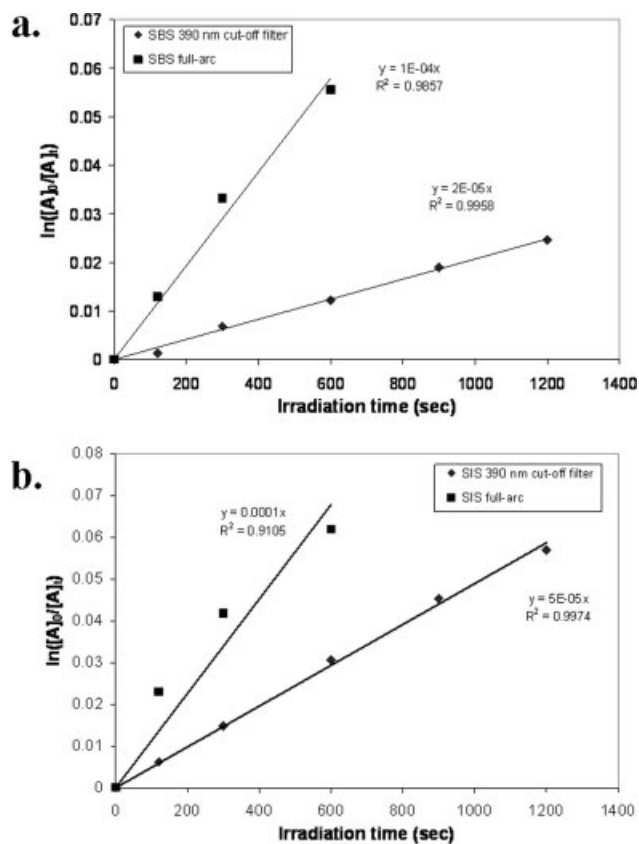 a.
0.07
0.06
0.05
0.04
0.03
0.02
0.01
0
ln([A]₀/[A]ₜ)
SBS 390 nm cut-off filter
SBS full-arc
y = 1E-04x
R² = 0.9857
y = 2E-05x
R² = 0.9958
0 200 400 600 800 1000 1200 1400
Irradiation time (sec)
b.
0.08
0.07
0.06
0.05
0.04
0.03
0.02
0.01
0
ln([A]₀/[A]ₜ)
SIS 390 nm cut-off filter
SIS full-arc
y = 0.0001x
R² = 0.9105
y = 5E-05x
R² = 0.9974
0 200 400 600 800 1000 1200 1400
Irradiation time (sec)